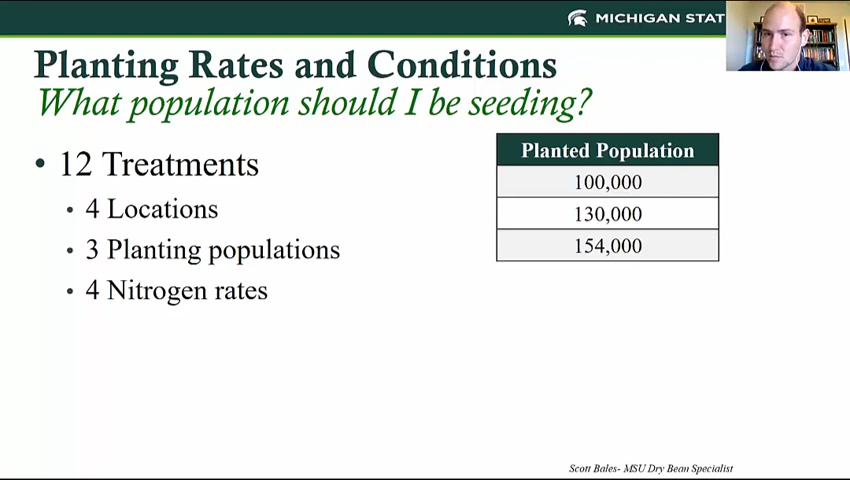 MICHIGAN STAT
Planting Rates and Conditions
What population should I be seeding?
• 12 Treatments
• 4 Locations
• 3 Planting populations
• 4 Nitrogen rates
Planted Population
100,000
130,000
154,000
Scott Bales- MSU Dry Bean Specialist